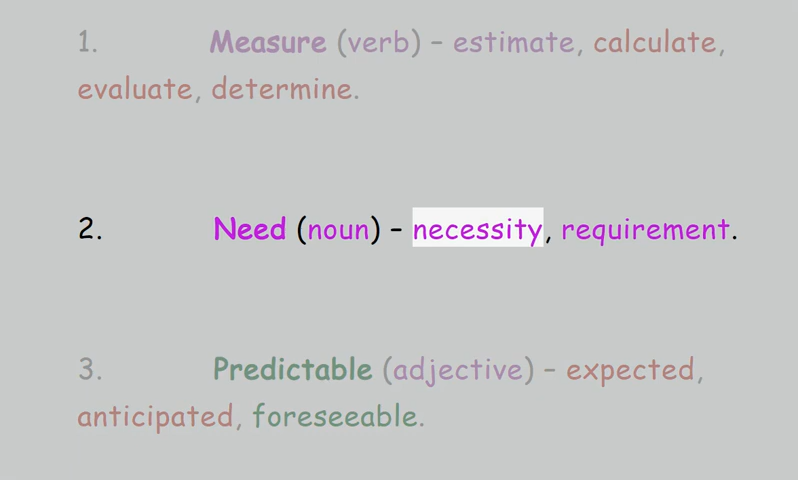 1. Measure (verb) – estimate, calculate,
evaluate, determine.
2. Need (noun) – necessity, requirement.
3. Predictable (adjective) – expected,
anticipated, foreseeable.